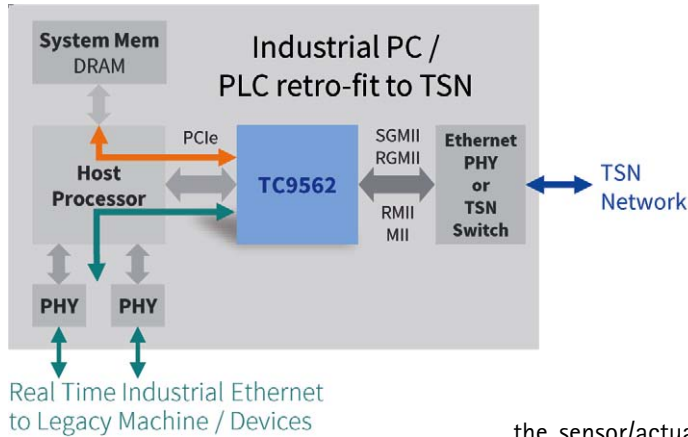 System Mem
DRAM
Industrial PC /
PLC retro-fit to TSN
PCIe
Host
Processor
TC9562
SGMII
RGMII
RMII
MII
Ethernet
PHY
or
TSN
Switch
TSN
Network
PHY
PHY
Real Time Industrial Ethernet
to Legacy Machine / Devices